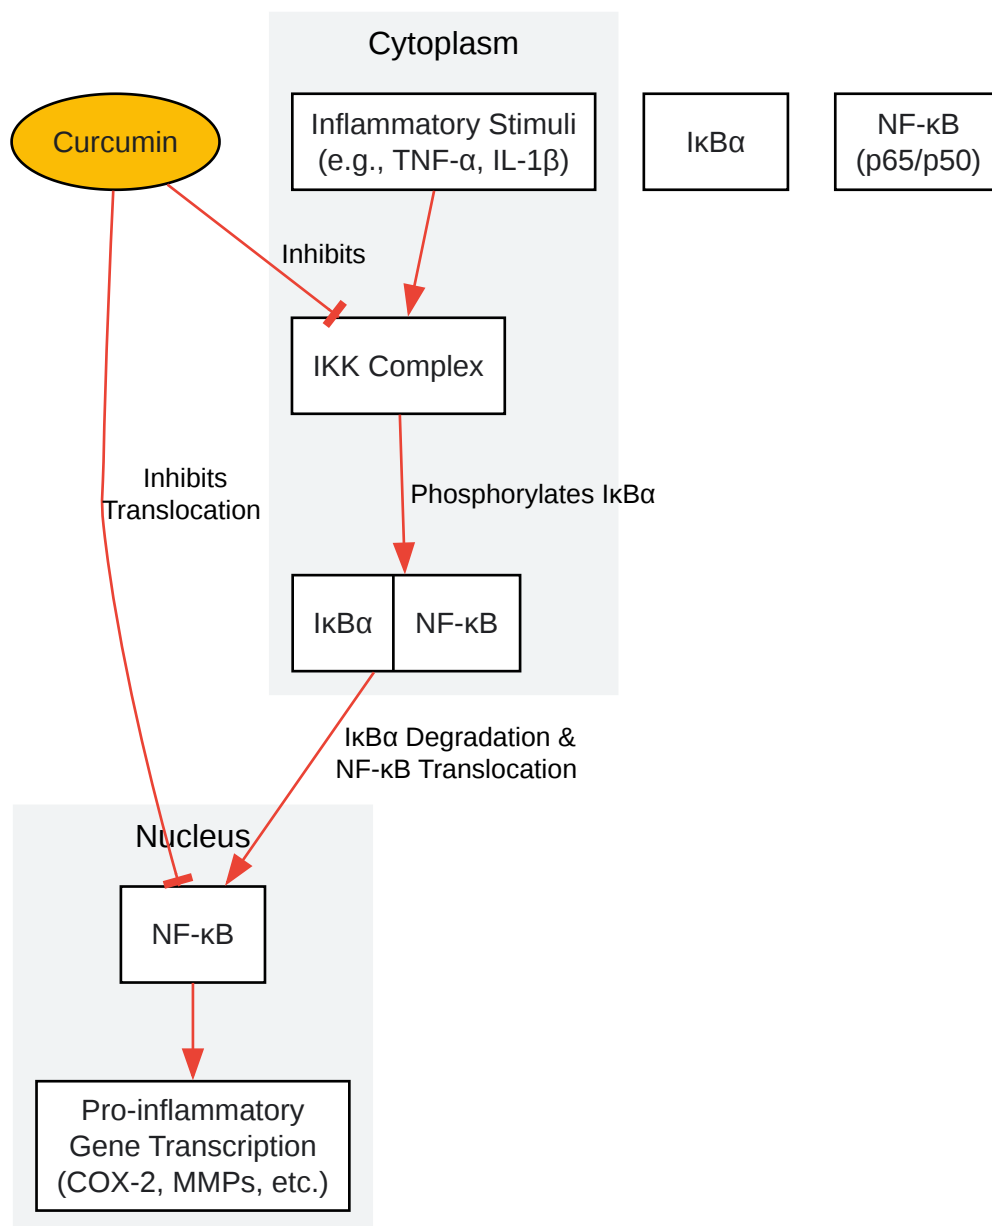 Cytoplasm
Curcumin
Inflammatory Stimuli
(e.g., TNF-α, IL-1β)
IκBα
NF-κB
(p65/p50)
Inhibits
IKK Complex
Inhibits
Translocation
Phosphorylates IκBα
IκBα
NF-κB
IκBα Degradation &
NF-κB Translocation
Nucleus
NF-κB
Pro-inflammatory
Gene Transcription
(COX-2, MMPs, etc.)